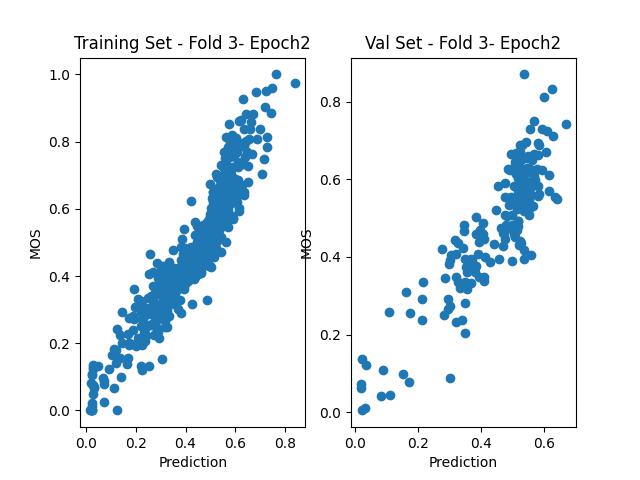 Training Set - Fold 3- Epoch2
Val Set - Fold 3- Epoch2
MOS
1.0
0.8
0.6
0.4
0.2
0.0
0.0 0.2 0.4 0.6 0.8
Prediction
MOS
0.8
0.6
0.4
0.2
0.0
0.0 0.2 0.4 0.6
Prediction